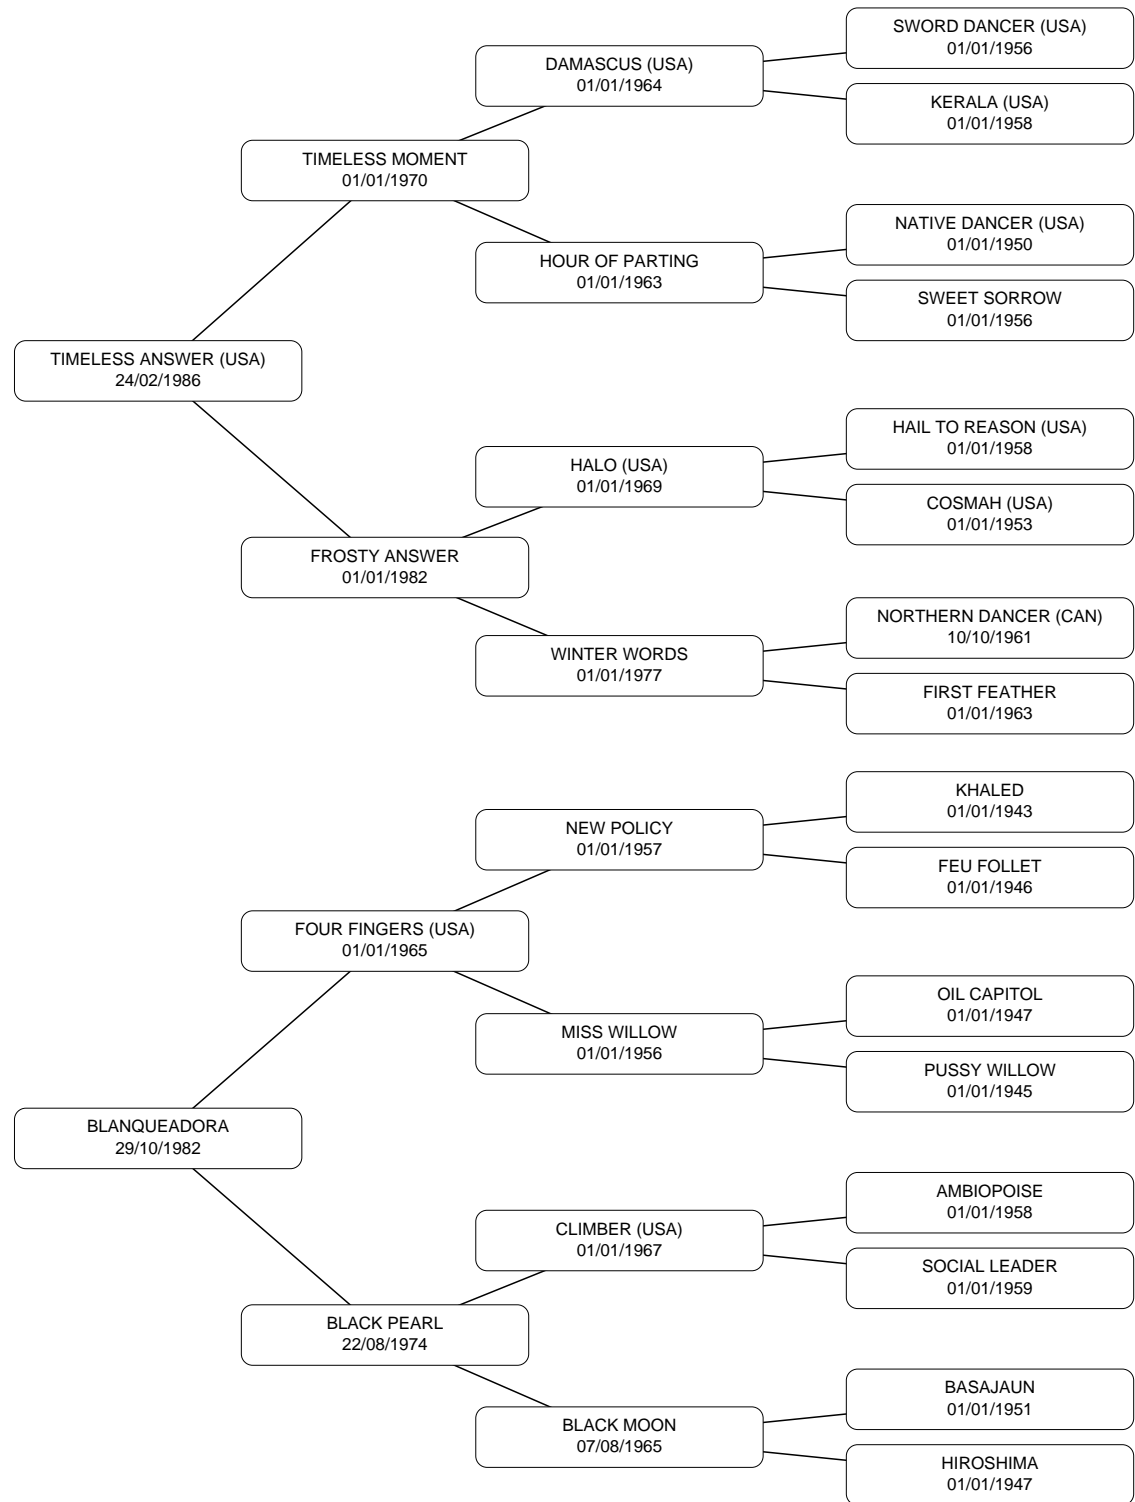 SWORD DANCER (USA)
01/01/1956
DAMASCUS (USA)
01/01/1964
KERALA (USA)
01/01/1958
TIMELESS MOMENT
01/01/1970
NATIVE DANCER (USA)
01/01/1950
HOUR OF PARTING
01/01/1963
SWEET SORROW
01/01/1956
TIMELESS ANSWER (USA)
24/02/1986
HAIL TO REASON (USA)
01/01/1958
HALO (USA)
01/01/1969
COSMAH (USA)
01/01/1953
FROSTY ANSWER
01/01/1982
NORTHERN DANCER (CAN)
10/10/1961
WINTER WORDS
01/01/1977
FIRST FEATHER
01/01/1963
KHALED
01/01/1943
NEW POLICY
01/01/1957
FEU FOLLET
01/01/1946
FOUR FINGERS (USA)
01/01/1965
OIL CAPITOL
01/01/1947
MISS WILLOW
01/01/1956
PUSSY WILLOW
01/01/1945
BLANQUEADORA
29/10/1982
AMBIOPOISE
01/01/1958
CLIMBER (USA)
01/01/1967
SOCIAL LEADER
01/01/1959
BLACK PEARL
22/08/1974
BASAJAUN
01/01/1951
BLACK MOON
07/08/1965
HIROSHIMA
01/01/1947